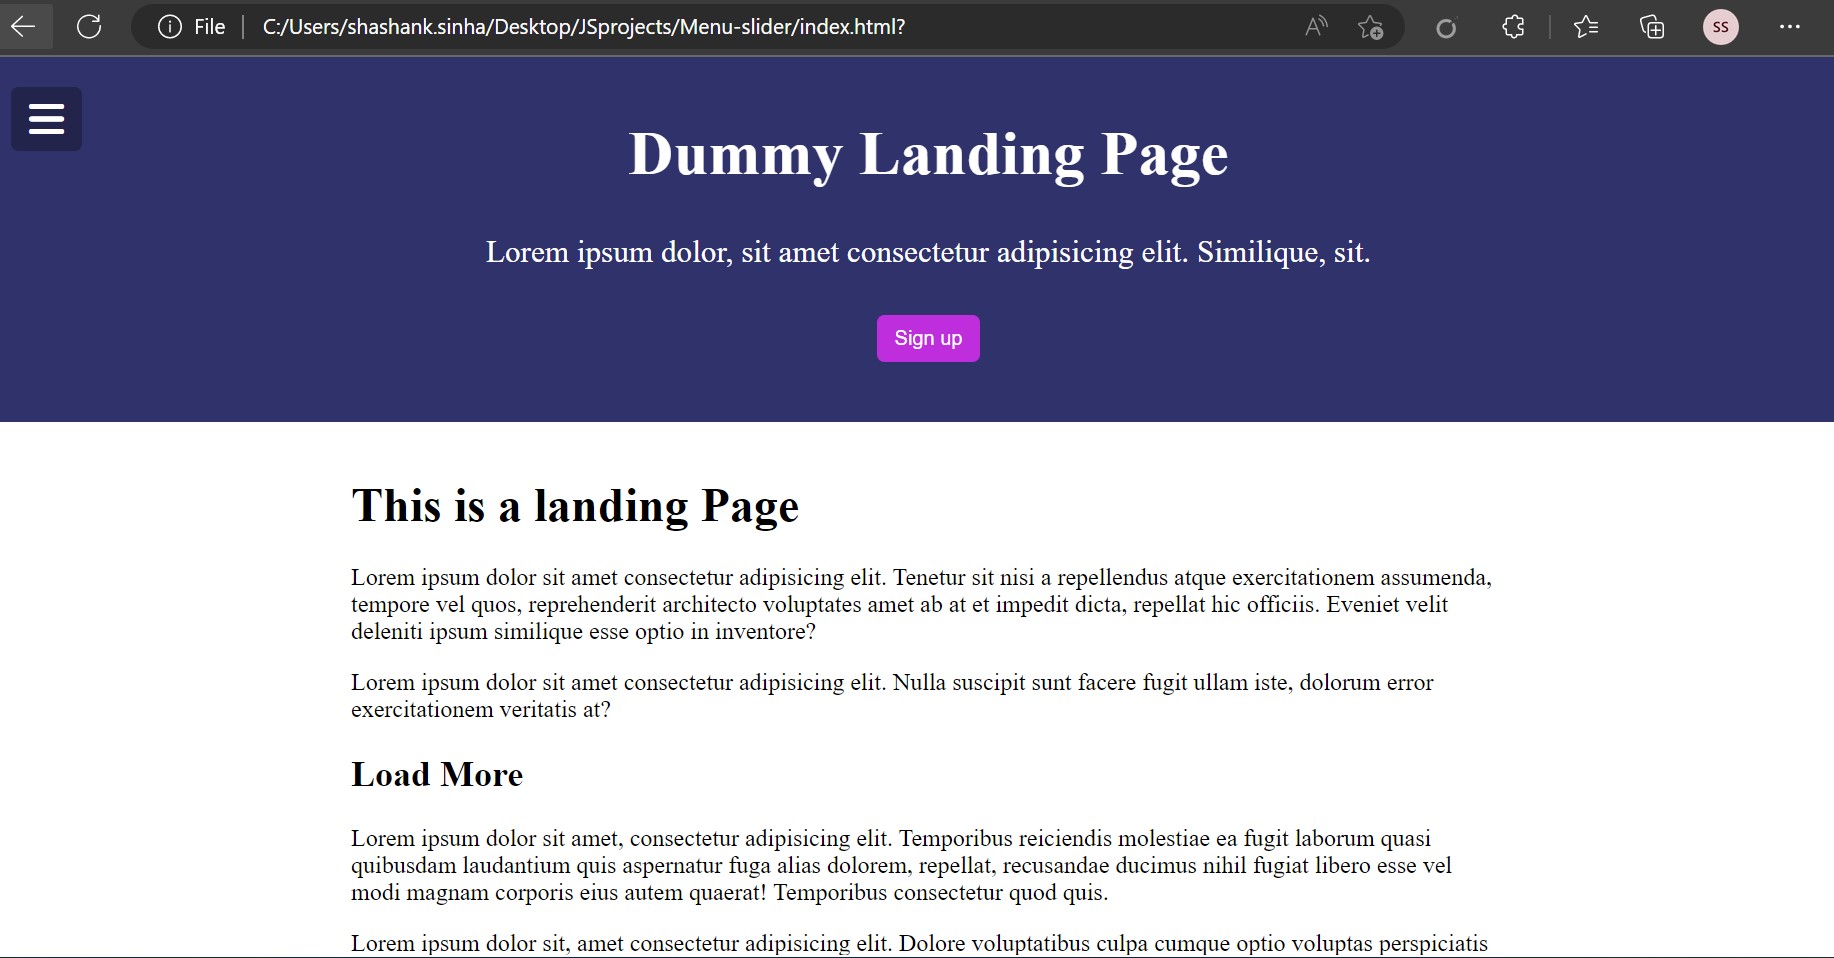 File
C:/Users/shashank.sinha/Desktop/JSprojects/Menu-slider/index.html?
A
SS
Dummy Landing Page
Lorem ipsum dolor, sit amet consectetur adipisicing elit. Similique, sit.
Sign up
This is a landing Page
Lorem ipsum dolor sit amet consectetur adipisicing elit. Tenetur sit nisi a repellendus atque exercitationem assumenda,
tempore vel quos, reprehenderit architecto voluptates amet ab at et impedit dicta, repellat hic officiis. Eveniet velit
deleniti ipsum similique esse optio in inventore?
Lorem ipsum dolor sit amet consectetur adipisicing elit. Nulla suscipit sunt facere fugit ullam iste, dolorum error
exercitationem veritatis at?
Load More
Lorem ipsum dolor sit amet, consectetur adipisicing elit. Temporibus reiciendis molestiae ea fugit laborum quasi
quibusdam laudantium quis aspernatur fuga alias dolorem, repellat, recusandae ducimus nihil fugiat libero esse vel
modi magnam corporis eius autem quaerat! Temporibus consectetur quod quis.
Lorem ipsum dolor sit, amet consectetur adipisicing elit. Dolore voluptatibus culpa cumque optio voluptas perspiciatis